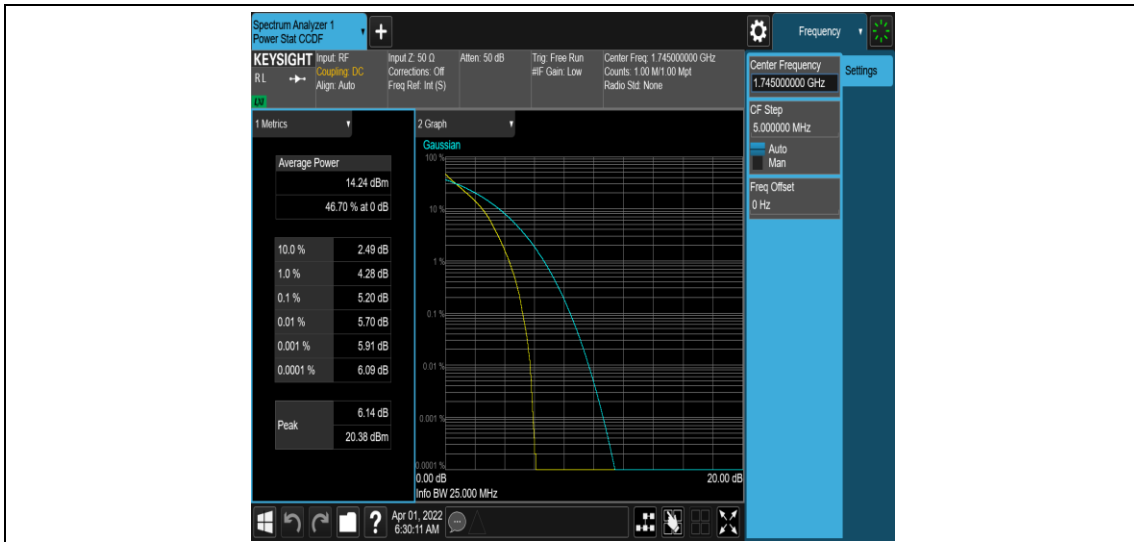 Spectrum Analyzer 1
Power Stat CCDF
+
Frequency
KEYSIGHT
RL
LXI
Input: RF
Coupling: DC
Align: Auto
Input Z: 50 Ω
Corrections: Off
Freq Ref: Int (S)
Atten: 50 dB
Trig: Free Run
#IF Gain: Low
Center Freq: 1.745000000 GHz
Counts: 1.00 M/1.00 Mpt
Radio Std: None
Center Frequency
1.745000000 GHz
Settings
CF Step
5.000000 MHz
Auto
Man
Freq Offset
0 Hz
1 Metrics
Average Power
14.24 dBm
46.70 % at 0 dB
10.0 % 2.49 dB
1.0 % 4.28 dB
0.1 % 5.20 dB
0.01 % 5.70 dB
0.001 % 5.91 dB
0.0001 % 6.09 dB
Peak 6.14 dB
20.38 dBm
2 Graph
Gaussian
100 %
10 %
1 %
0.1 %
0.01 %
0.001 %
0.0001 %
0.00 dB 20.00 dB
Info BW 25.000 MHz
?
Apr 01, 2022
6:30:11 AM